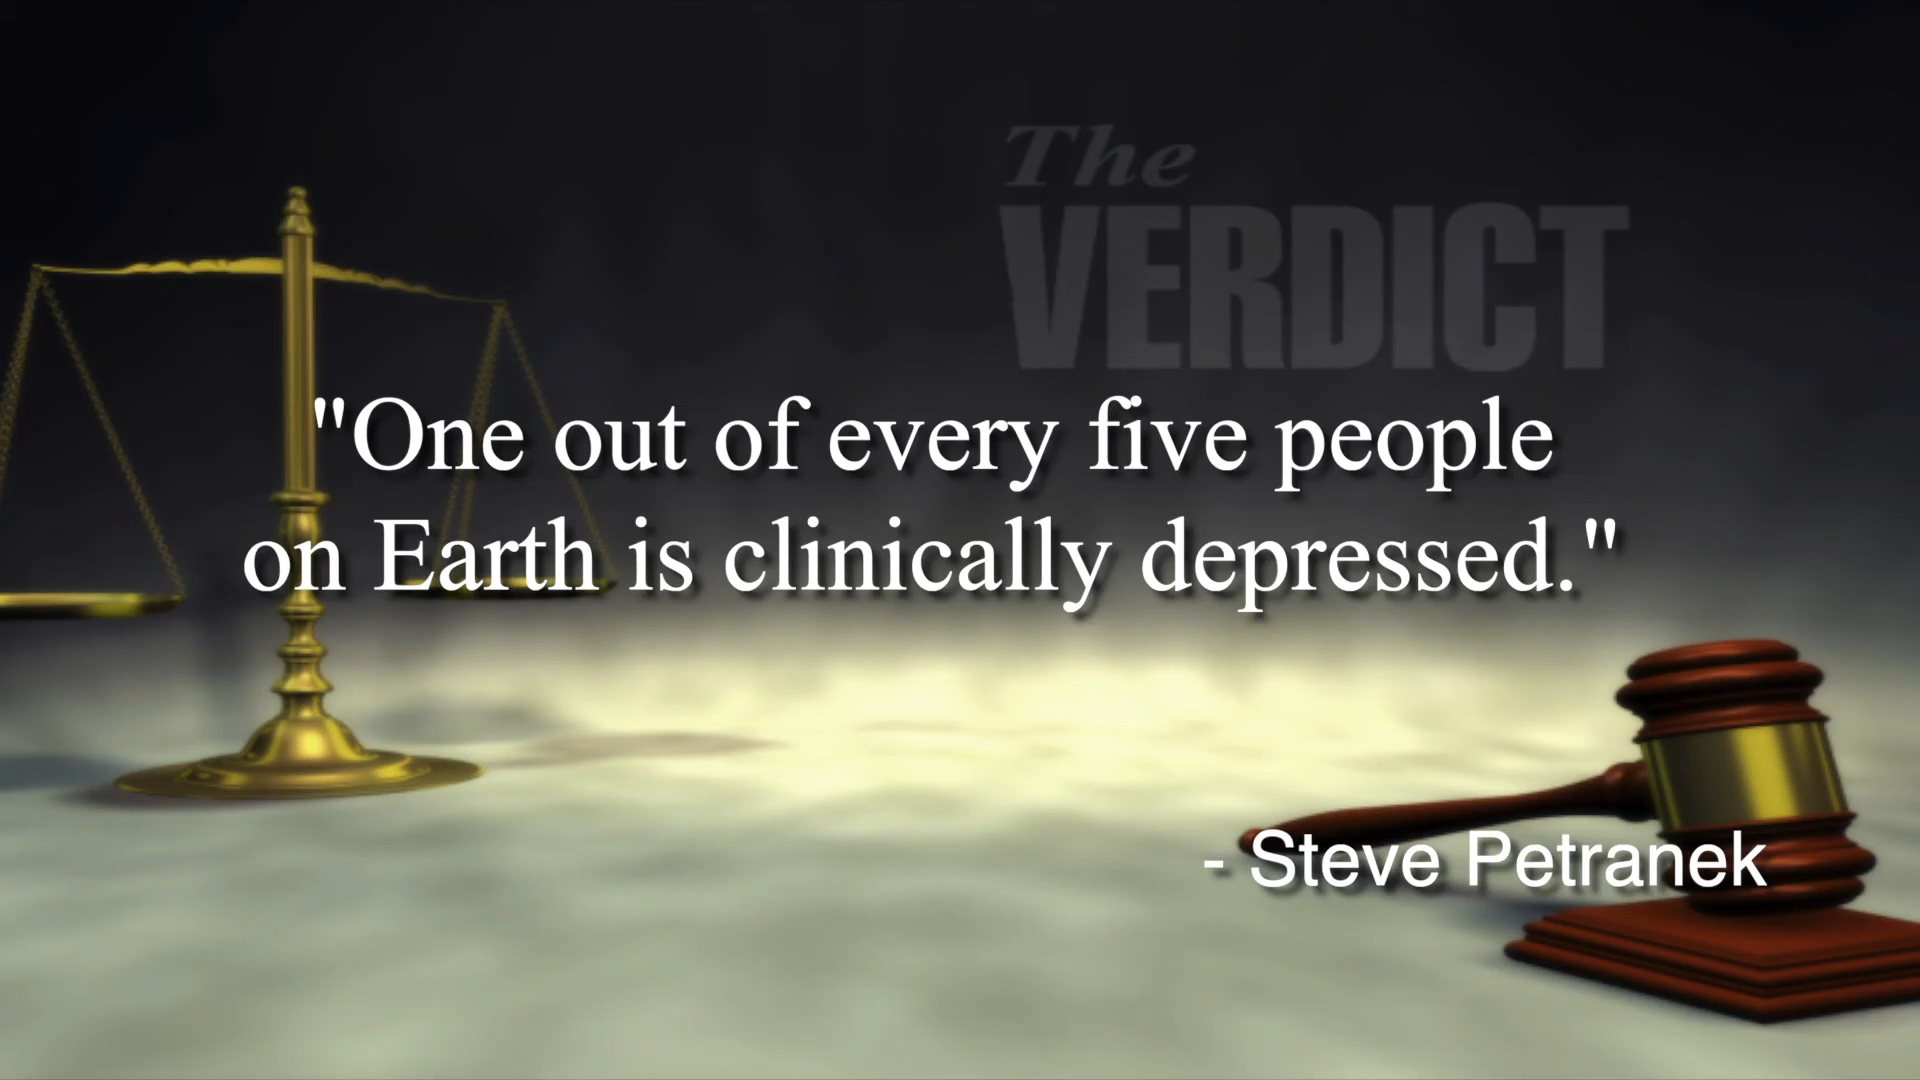 The
VERDICT
"One out of every five people
on Earth is clinically depressed."
- Steve Petranek